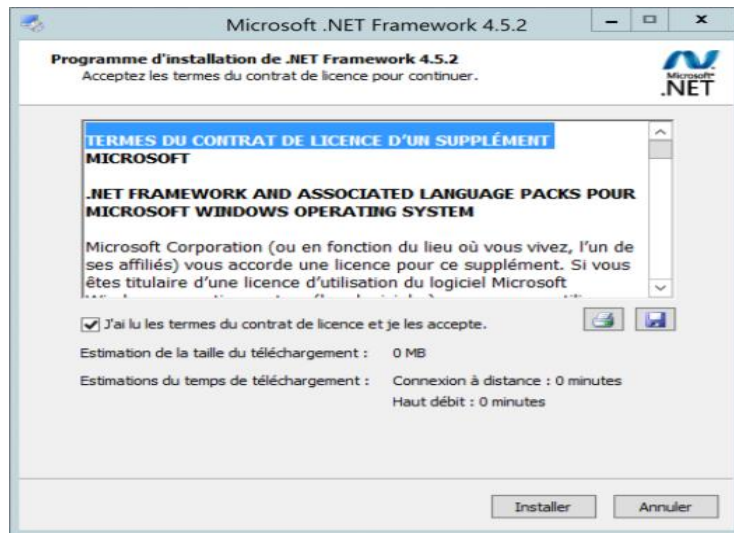 Microsoft .NET Framework 4.5.2
Programme d'installation de .NET Framework 4.5.2
Acceptez les termes du contrat de licence pour continuer.
Microsoft®
.NET
TERMES DU CONTRAT DE LICENCE D'UN SUPPLÉMENT
MICROSOFT
.NET FRAMEWORK AND ASSOCIATED LANGUAGE PACKS POUR
MICROSOFT WINDOWS OPERATING SYSTEM
Microsoft Corporation (ou en fonction du lieu où vous vivez, l'un de
ses affiliés) vous accorde une licence pour ce supplément. Si vous
êtes titulaire d'une licence d'utilisation du logiciel Microsoft
J'ai lu les termes du contrat de licence et je les accepte.
Estimation de la taille du téléchargement : 0 MB
Estimations du temps de téléchargement : Connexion à distance : 0 minutes
Haut débit : 0 minutes
Installer Annuler